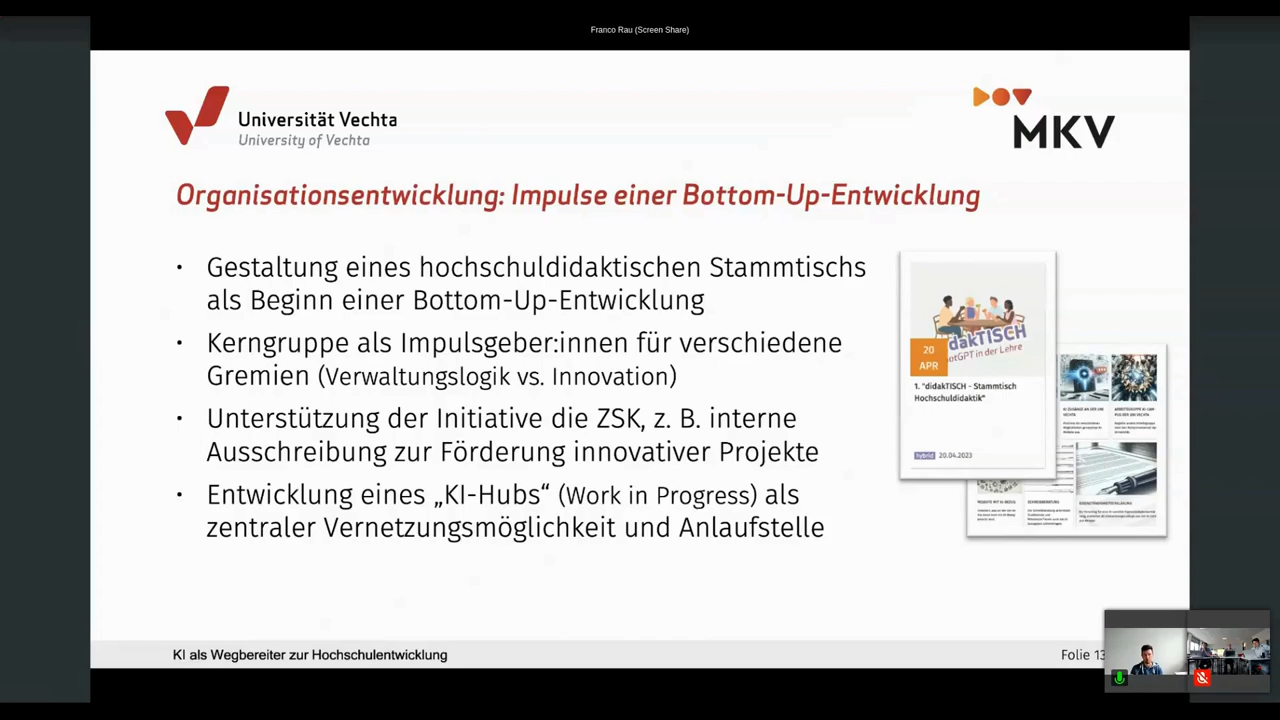 Franco Rau (Screen Share)
Universität Vechta
University of Vechta
MKV
Organisationsentwicklung: Impulse einer Bottom-Up-Entwicklung
• Gestaltung eines hochschuldidaktischen Stammtischs
als Beginn einer Bottom-Up-Entwicklung
• Kerngruppe als Impulsgeber:innen für verschiedene
Gremien (Verwaltungslogik vs. Innovation)
• Unterstützung der Initiative die ZSK, z. B. interne
Ausschreibung zur Förderung innovativer Projekte
• Entwicklung eines „KI-Hubs“ (Work in Progress) als
zentraler Vernetzungsmöglichkeit und Anlaufstelle
dakTISCH
in der Lehre
20
APR
1. "didakTISCH - Stammtisch
Hochschuldidaktik"
hybrid 20.04.2023
KI als Wegbereiter zur Hochschulentwicklung
Folie 13